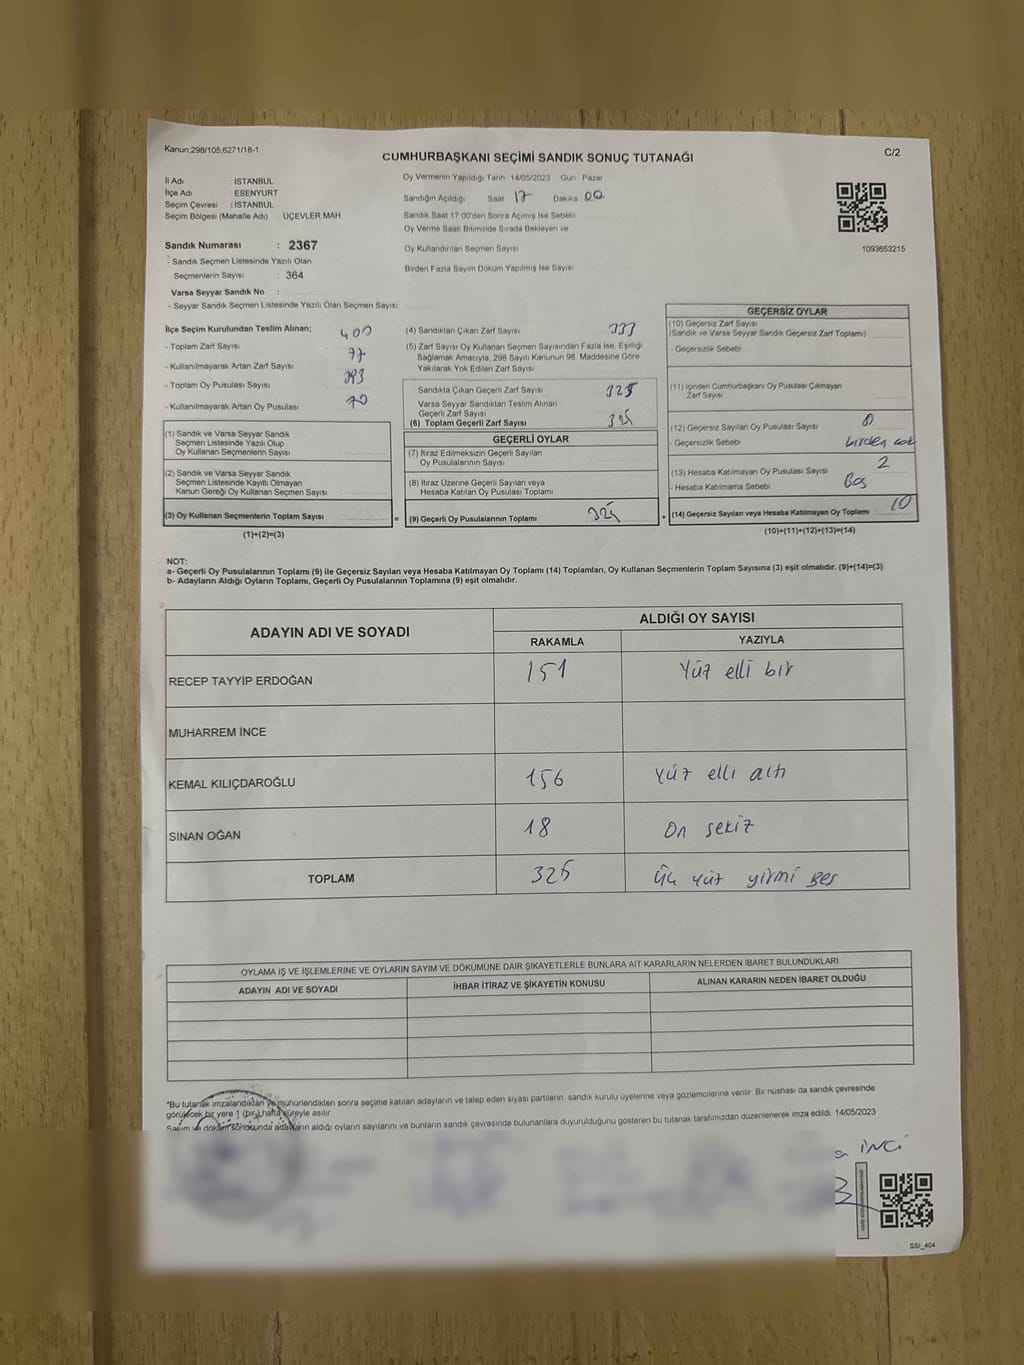 Kanun;298/105;6271/18-1
C/2
CUMHURBAŞKANI SEÇİMİ SANDIK SONUÇ TUTANAĞI
İl Adı : İSTANBUL
İlçe Adı : ESENYURT
Seçim Çevresi : İSTANBUL
Seçim Bölgesi (Mahalle Adı) ÜÇEVLER MAH
Sandık Numarası : 2367
Sandık Seçmen Listesinde Yazılı Olan
Seçmenlerin Sayısı : 364
Varsa Seyyar Sandık No :
- Seyyar Sandık Seçmen Listesinde Yazılı Olan Seçmen Sayısı:
Oy Vermenin Yapıldığı Tarih 14/05/2023 Gün Pazar
Sandığın Açıldığı Saat 17 Dakika 00
Sandık Saat 17 00'den Sonra Açılmış İse Sebebi
Oy Verme Saati Bitiminde Sırada Bekleyen ve
Oy Kullandırılan Seçmen Sayısı
Birden Fazla Sayım Döküm Yapılmış İse Sayısı
1093653215
İlçe Seçim Kurulundan Teslim Alınan;
- Toplam Zarf Sayısı 400
- Kullanılmayarak Artan Zarf Sayısı 77
- Toplam Oy Pusulası Sayısı 393
- Kullanılmayarak Artan Oy Pusulası 70
(1) Sandık ve Varsa Seyyar Sandık
Seçmen Listesinde Yazılı Olup
Oy Kullanan Seçmenlerin Sayısı
(2) Sandık ve Varsa Seyyar Sandık
Seçmen Listesinde Kayıtlı Olmayan
Kanun Gereği Oy Kullanan Seçmen Sayısı
(3) Oy Kullanan Seçmenlerin Toplam Sayısı
(1)+(2)=(3)
=
(4) Sandıktan Çıkan Zarf Sayısı 333
(5) Zarf Sayısı Oy Kullanan Seçmen Sayısından Fazla İse, Eşitliği
Sağlamak Amacıyla, 298 Sayılı Kanunun 98. Maddesine Göre
Yakılarak Yok Edilen Zarf Sayısı
Sandıkta Çıkan Geçerli Zarf Sayısı 325
Varsa Seyyar Sandıktan Teslim Alınan
Geçerli Zarf Sayısı
(6) Toplam Geçerli Zarf Sayısı 325
GEÇERLİ OYLAR
(7) İtiraz Edilmeksizin Geçerli Sayılan
Oy Pusulalarının Sayısı
(8) İtiraz Üzerine Geçerli Sayılan veya
Hesaba Katılan Oy Pusulası Toplamı
(9) Geçerli Oy Pusulalarının Toplamı 325
+
GEÇERSİZ OYLAR
(10) Geçersiz Zarf Sayısı
(Sandık ve Varsa Seyyar Sandık Geçersiz Zarf Toplamı)
- Geçersizlik Sebebi
(11) İçinden Cumhurbaşkanı Oy Pusulası Çıkmayan
Zarf Sayısı
(12) Geçersiz Sayılan Oy Pusulası Sayısı 8
- Geçersizlik Sebebi birden çok
(13) Hesaba Katılmayan Oy Pusulası Sayısı 2
- Hesaba Katılmama Sebebi Boş
(14) Geçersiz Sayılan veya Hesaba Katılmayan Oy Toplamı 10
(10)+(11)+(12)+(13)=(14)
NOT:
a- Geçerli Oy Pusulalarının Toplamı (9) ile Geçersiz Sayılan veya Hesaba Katılmayan Oy Toplamı (14) Toplamları, Oy Kullanan Seçmenlerin Toplam Sayısına (3) eşit olmalıdır. (9)+(14)=(3)
b- Adayların Aldığı Oyların Toplamı, Geçerli Oy Pusulalarının Toplamına (9) eşit olmalıdır.
ADAYIN ADI VE SOYADI
ALDIĞI OY SAYISI
RAKAMLA YAZIYLA
RECEP TAYYİP ERDOĞAN 151 Yüz elli bir
MUHARREM İNCE
KEMAL KILIÇDAROĞLU 156 Yüz elli altı
SİNAN OĞAN 18 On sekiz
TOPLAM 325 Üç yüz yirmi beş
OYLAMA İŞ VE İŞLEMLERİNE VE OYLARIN SAYIM VE DÖKÜMÜNE DAİR ŞİKAYETLERLE BUNLARA AİT KARARLARIN NELERDEN İBARET BULUNDUKLARI
ADAYIN ADI VE SOYADI İHBAR İTİRAZ VE ŞİKAYETİN KONUSU ALINAN KARARIN NEDEN İBARET OLDUĞU
*Bu tutanak imzalandıktan ve mühürlendikten sonra seçime katılan adayların ve talep eden siyasi partilerin sandık kurulu üyelerine veya gözlemcilerine verilir. Bir nüshası da sandık çevresinde
görülecek bir yere 1 (bir) hafta süreyle asılır.
Sayım ve döküm sonucunda adayların aldığı oyların sayılarını ve bunların sandık çevresinde bulunanlara duyurulduğunu gösteren bu tutanak tarafımızdan düzenlenerek imza edildi. 14/05/2023
İNCİ
SSI_404